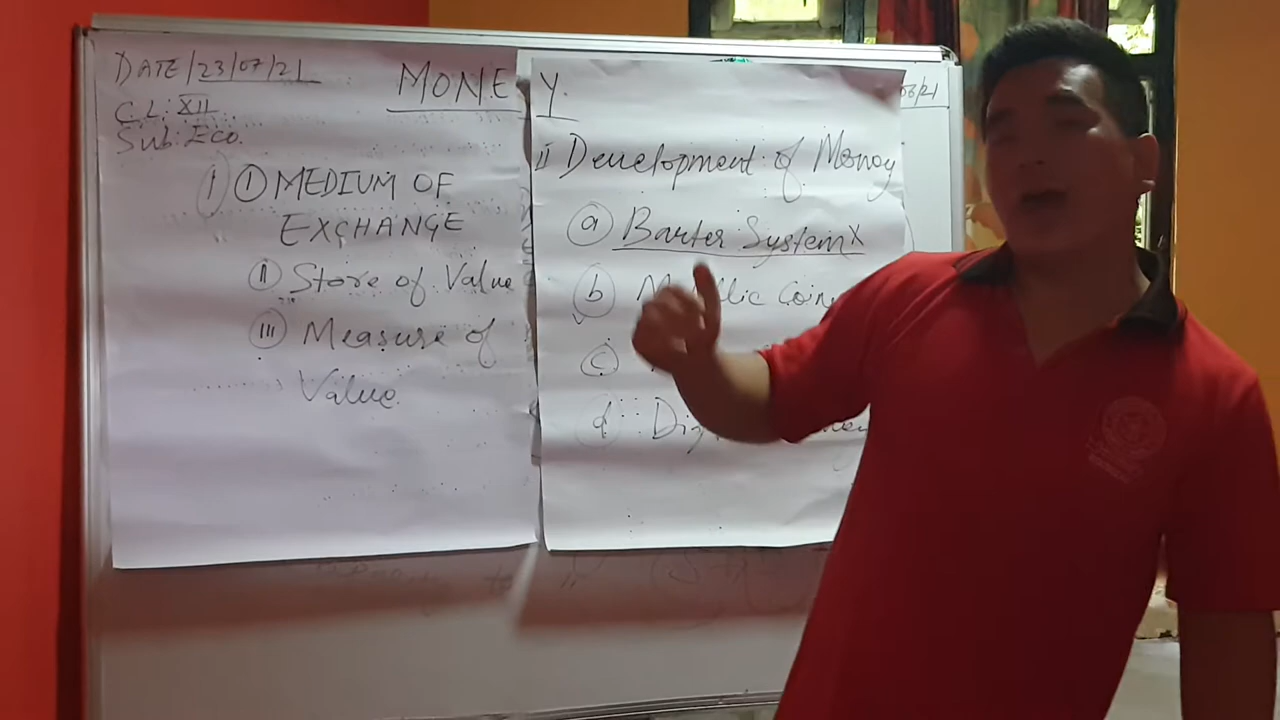 DATE/23/07/21
CL: XII
Sub: Eco.
MONEY
I ① MEDIUM OF
EXCHANGE
ⓘⓘ Store of Value
ⓘⓘⓘ Measure of
Value.
II Development of Money
ⓐ Barter System x
ⓑ
ⓒ
ⓓ